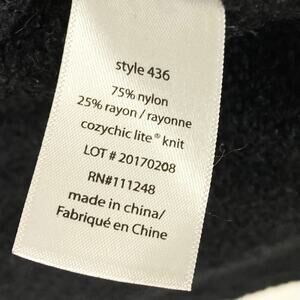 style 436
75% nylon
25% rayon / rayonne
cozychic lite® knit
LOT # 20170208
RN#111248
made in china/
Fabriqué en Chine